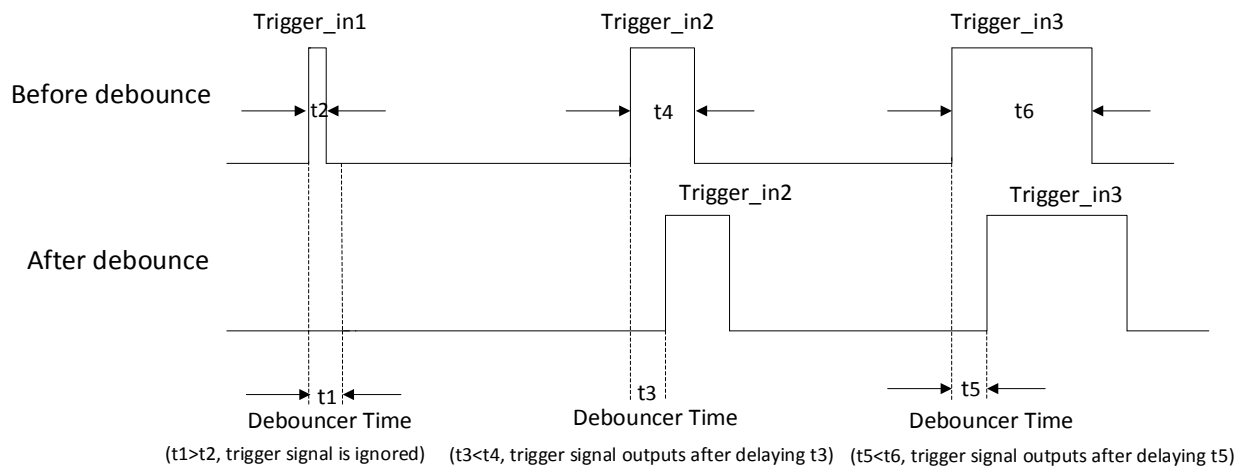 Trigger_in1
Trigger_in2
Trigger_in3
Before debounce
t2
t4
t6
Trigger_in2
Trigger_in3
After debounce
t1
t3
t5
Debouncer Time
Debouncer Time
Debouncer Time
(t1>t2, trigger signal is ignored)
(t3<t4, trigger signal outputs after delaying t3)
(t5<t6, trigger signal outputs after delaying t5)